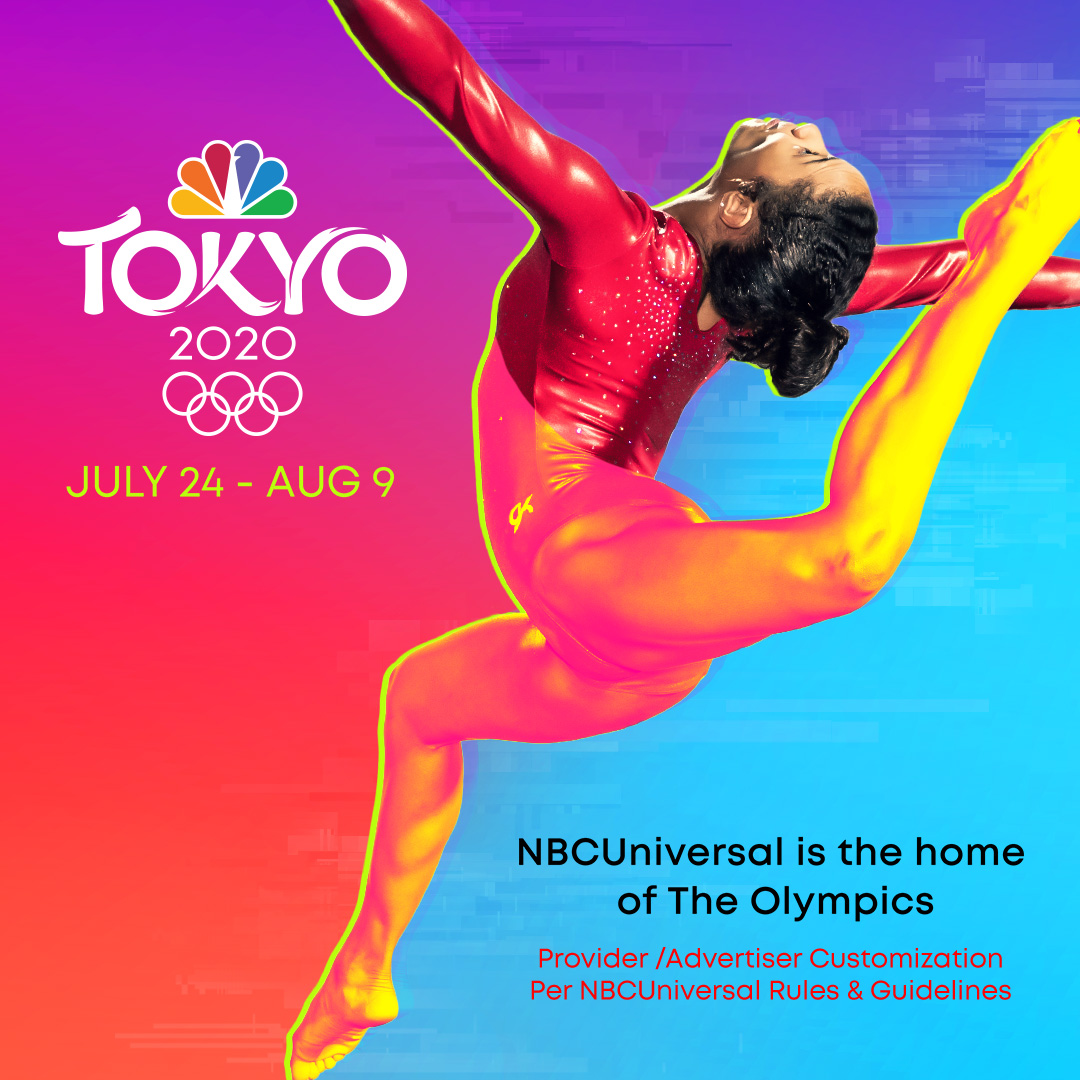 TOKYO
2020
JULY 24 - AUG 9
GK
NBCUniversal is the home
of The Olympics
Provider /Advertiser Customization
Per NBCUniversal Rules & Guidelines